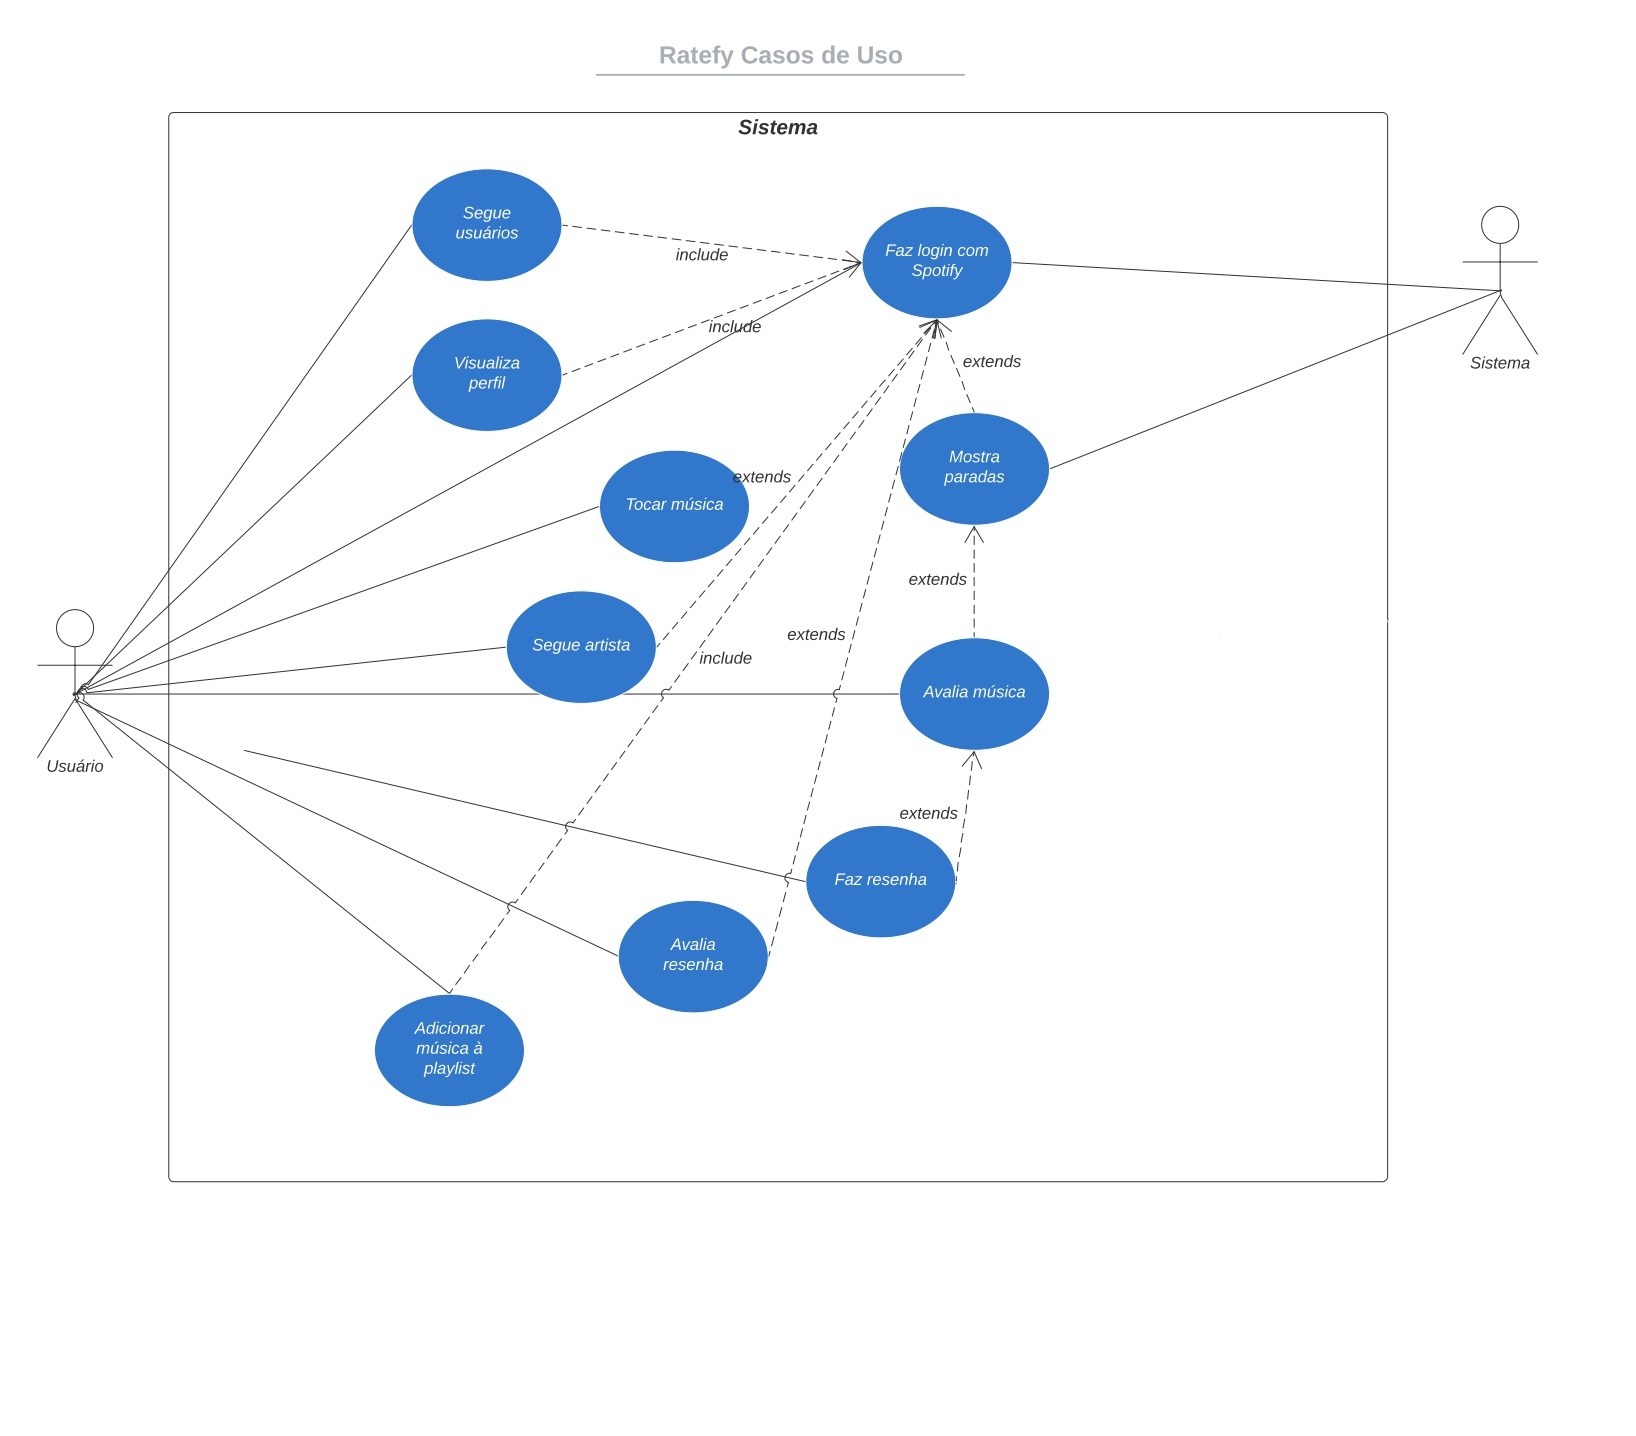 Ratefy Casos de Uso
Sistema
Segue
usuários
include
Faz login com
Spotify
include
Visualiza
perfil
extends
Sistema
extends
Mostra
paradas
Tocar música
extends
Segue artista
extends
include
Avalia música
Usuário
extends
Faz resenha
Avalia
resenha
Adicionar
música à
playlist